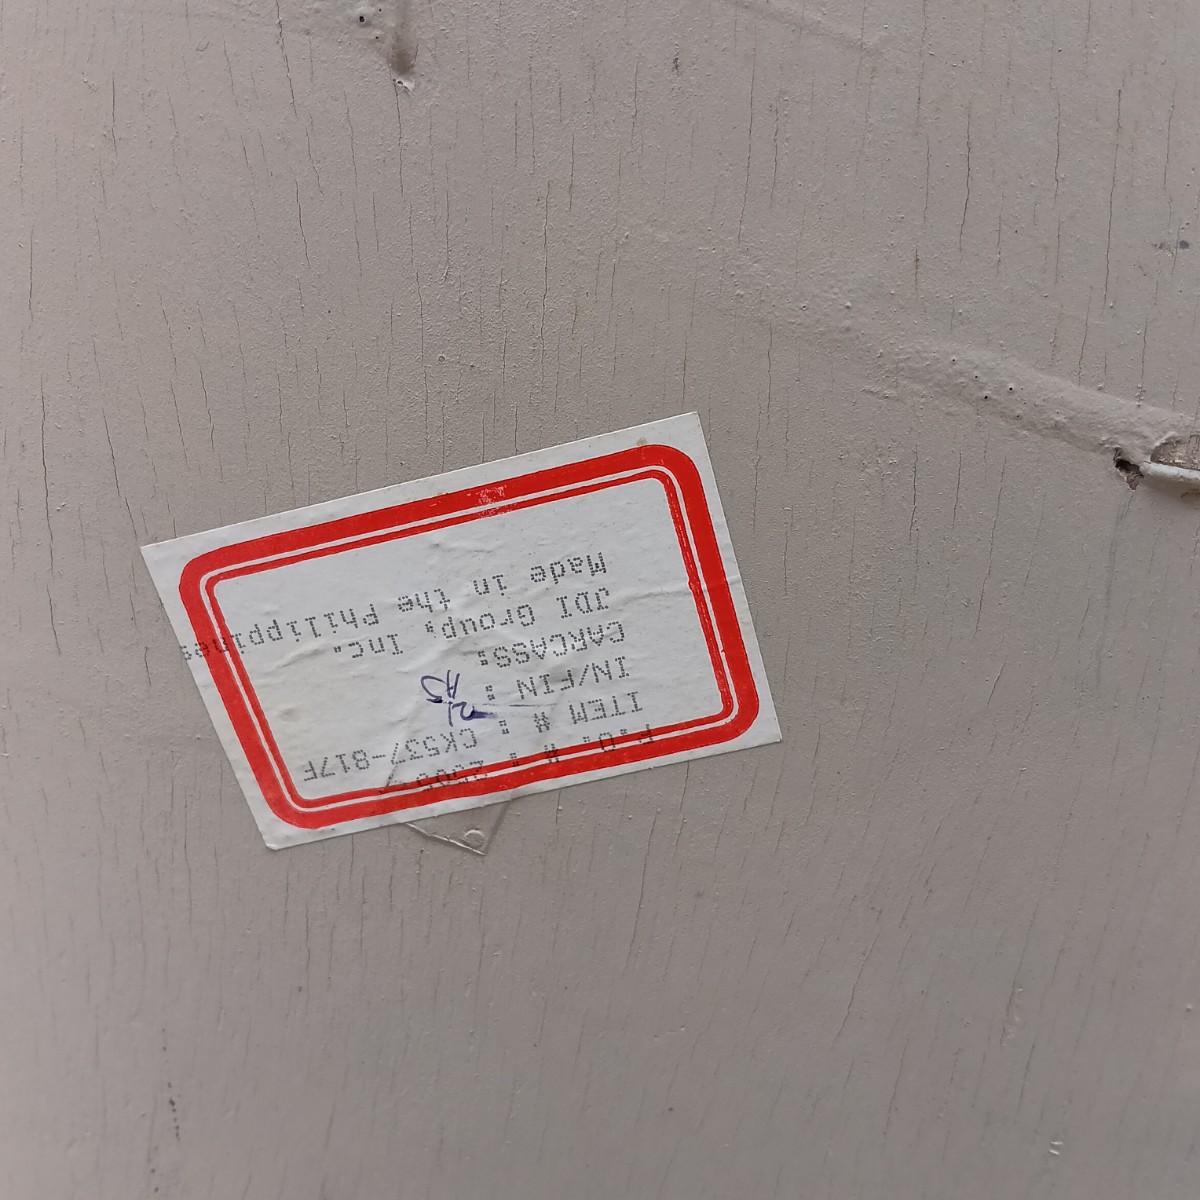 P.O. # :
ITEM # : CK537-817F
IN/FIN :
CARCASS:
JDI Group, Inc.
Made in the Philippines